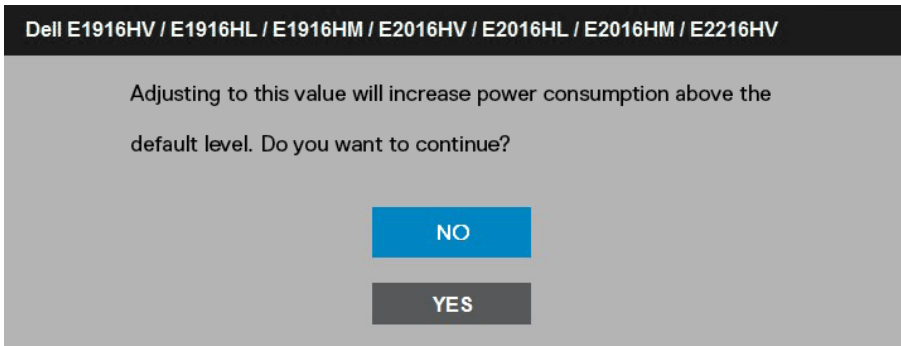 Dell E1916HV / E1916HL / E1916HM / E2016HV / E2016HL / E2016HM / E2216HV
Adjusting to this value will increase power consumption above the
default level. Do you want to continue?
NO
YES